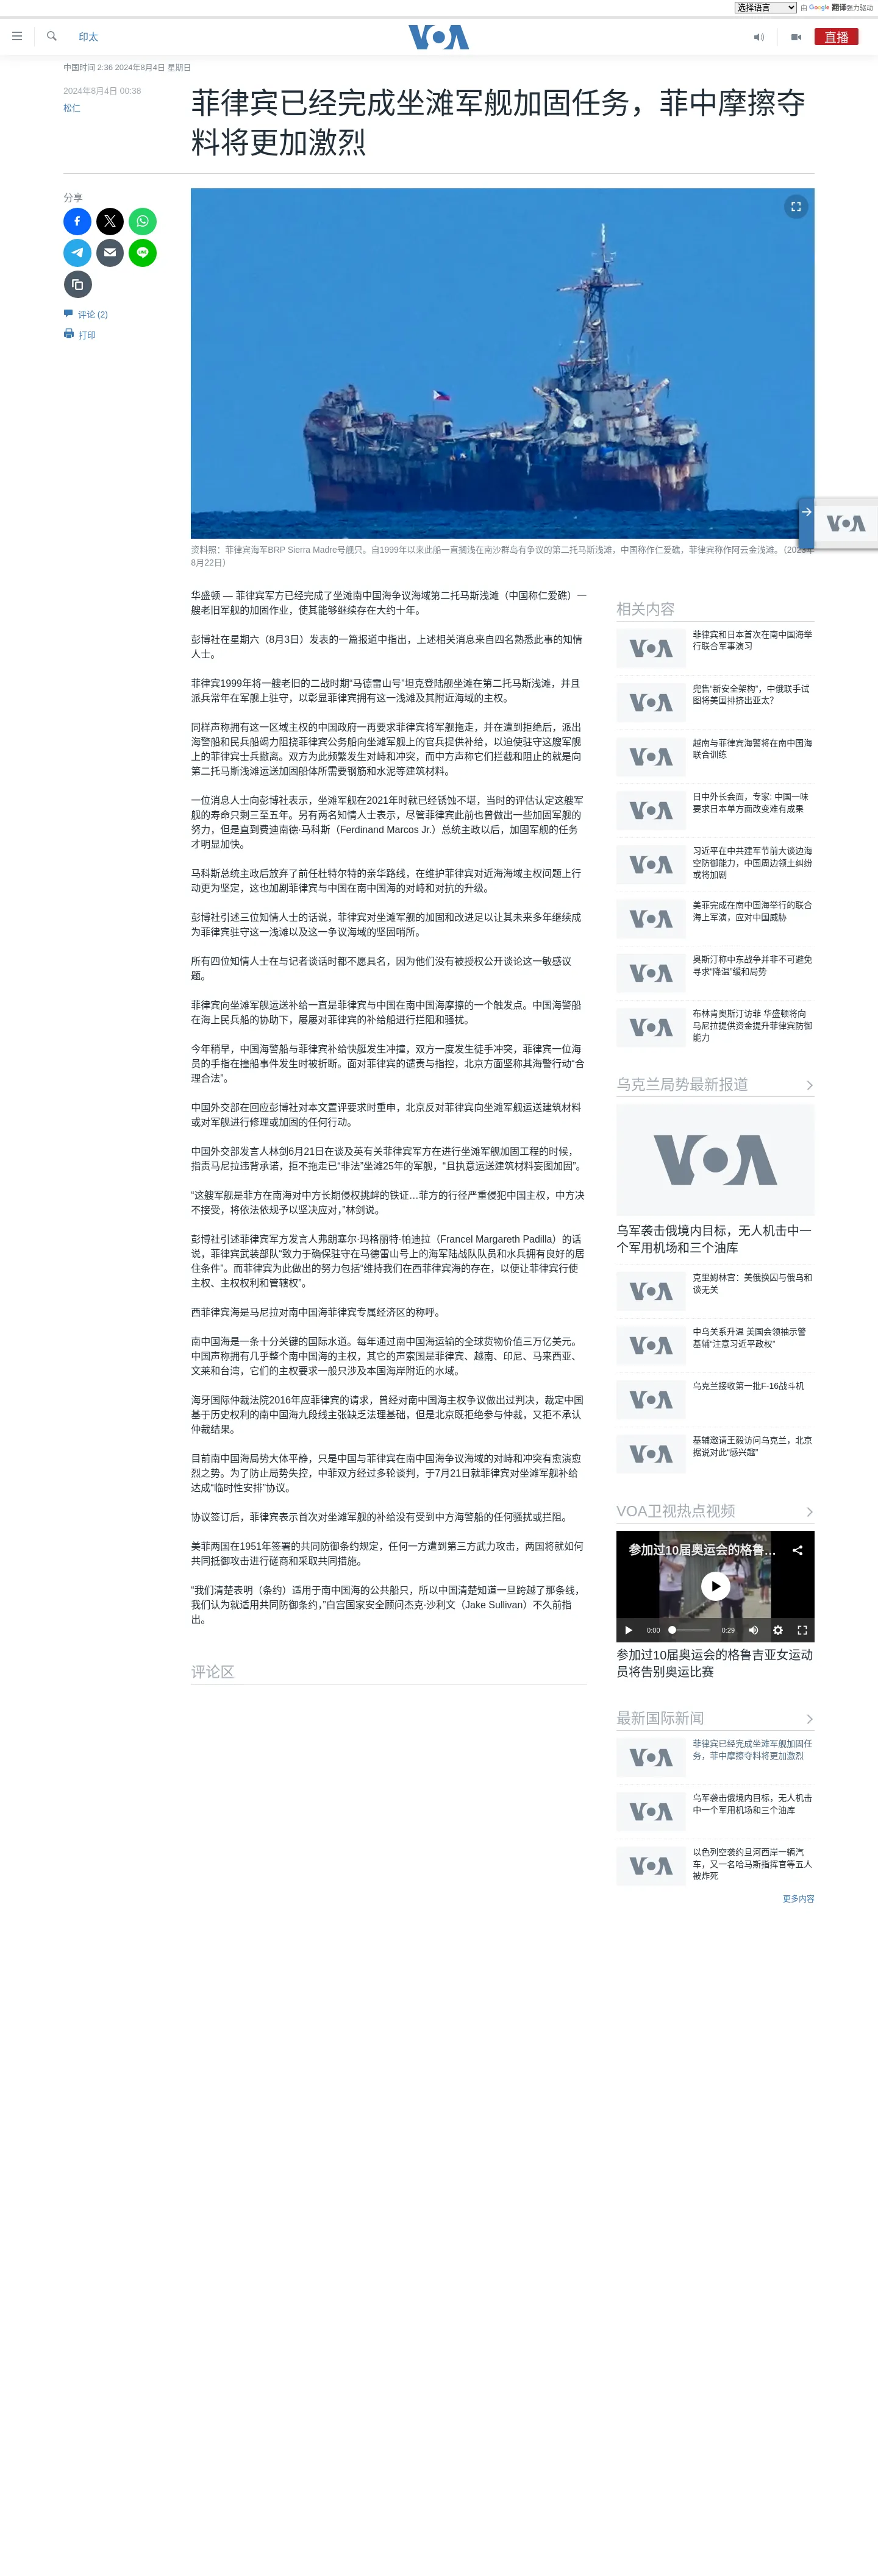 选择语言
由 Google 翻译强力驱动
印太
VOA
直播
中国时间 2:36 2024年8月4日 星期日
2024年8月4日 00:38
松仁
菲律宾已经完成坐滩军舰加固任务，菲中摩擦夺
料将更加激烈
分享
评论 (2)
打印
资料照：菲律宾海军BRP Sierra Madre号舰只。自1999年以来此船一直搁浅在南沙群岛有争议的第二托马斯浅滩，中国称作仁爱礁，菲律宾称作阿云金浅滩。（2023年
8月22日）
VOA
华盛顿 — 菲律宾军方已经完成了坐滩南中国海争议海域第二托马斯浅滩（中国称仁爱礁）一
艘老旧军舰的加固作业，使其能够继续存在大约十年。
彭博社在星期六（8月3日）发表的一篇报道中指出，上述相关消息来自四名熟悉此事的知情
人士。
菲律宾1999年将一艘老旧的二战时期“马德雷山号”坦克登陆舰坐滩在第二托马斯浅滩，并且
派兵常年在军舰上驻守，以彰显菲律宾拥有这一浅滩及其附近海域的主权。
同样声称拥有这一区域主权的中国政府一再要求菲律宾将军舰拖走，并在遭到拒绝后，派出
海警船和民兵船竭力阻挠菲律宾公务船向坐滩军舰上的官兵提供补给，以迫使驻守这艘军舰
上的菲律宾士兵撤离。双方为此频繁发生对峙和冲突，而中方声称它们拦截和阻止的就是向
第二托马斯浅滩运送加固船体所需要钢筋和水泥等建筑材料。
一位消息人士向彭博社表示，坐滩军舰在2021年时就已经锈蚀不堪，当时的评估认定这艘军
舰的寿命只剩三至五年。另有两名知情人士表示，尽管菲律宾此前也曾做出一些加固军舰的
努力，但是直到费迪南德·马科斯（Ferdinand Marcos Jr.）总统主政以后，加固军舰的任务
才明显加快。
马科斯总统主政后放弃了前任杜特尔特的亲华路线，在维护菲律宾对近海海域主权问题上行
动更为坚定，这也加剧菲律宾与中国在南中国海的对峙和对抗的升级。
彭博社引述三位知情人士的话说，菲律宾对坐滩军舰的加固和改进足以让其未来多年继续成
为菲律宾驻守这一浅滩以及这一争议海域的坚固哨所。
所有四位知情人士在与记者谈话时都不愿具名，因为他们没有被授权公开谈论这一敏感议
题。
菲律宾向坐滩军舰运送补给一直是菲律宾与中国在南中国海摩擦的一个触发点。中国海警船
在海上民兵船的协助下，屡屡对菲律宾的补给船进行拦阻和骚扰。
今年稍早，中国海警船与菲律宾补给快艇发生冲撞，双方一度发生徒手冲突，菲律宾一位海
员的手指在撞船事件发生时被折断。面对菲律宾的谴责与指控，北京方面坚称其海警行动“合
理合法”。
中国外交部在回应彭博社对本文置评要求时重申，北京反对菲律宾向坐滩军舰运送建筑材料
或对军舰进行修理或加固的任何行动。
中国外交部发言人林剑6月21日在谈及英有关菲律宾军方在进行坐滩军舰加固工程的时候，
指责马尼拉违背承诺，拒不拖走已“非法”坐滩25年的军舰，“且执意运送建筑材料妄图加固”。
“这艘军舰是菲方在南海对中方长期侵权挑衅的铁证…菲方的行径严重侵犯中国主权，中方决
不接受，将依法依规予以坚决应对，”林剑说。
彭博社引述菲律宾军方发言人弗朗塞尔·玛格丽特·帕迪拉（Francel Margareth Padilla）的话
说，菲律宾武装部队“致力于确保驻守在马德雷山号上的海军陆战队队员和水兵拥有良好的居
住条件”。而菲律宾为此做出的努力包括“维持我们在西菲律宾海的存在，以便让菲律宾行使
主权、主权权利和管辖权”。
西菲律宾海是马尼拉对南中国海菲律宾专属经济区的称呼。
南中国海是一条十分关键的国际水道。每年通过南中国海运输的全球货物价值三万亿美元。
中国声称拥有几乎整个南中国海的主权，其它的声索国是菲律宾、越南、印尼、马来西亚、
文莱和台湾，它们的主权要求一般只涉及本国海岸附近的水域。
海牙国际仲裁法院2016年应菲律宾的请求，曾经对南中国海主权争议做出过判决，裁定中国
基于历史权利的南中国海九段线主张缺乏法理基础，但是北京既拒绝参与仲裁，又拒不承认
仲裁结果。
目前南中国海局势大体平静，只是中国与菲律宾在南中国海争议海域的对峙和冲突有愈演愈
烈之势。为了防止局势失控，中菲双方经过多轮谈判，于7月21日就菲律宾对坐滩军舰补给
达成“临时性安排”协议。
协议签订后，菲律宾表示首次对坐滩军舰的补给没有受到中方海警船的任何骚扰或拦阻。
美菲两国在1951年签署的共同防御条约规定，任何一方遭到第三方武力攻击，两国将就如何
共同抵御攻击进行磋商和采取共同措施。
“我们清楚表明（条约）适用于南中国海的公共船只，所以中国清楚知道一旦跨越了那条线，
我们认为就适用共同防御条约，”白宫国家安全顾问杰克·沙利文（Jake Sullivan）不久前指
出。
评论区
相关内容
VOA
菲律宾和日本首次在南中国海举
行联合军事演习
VOA
兜售“新安全架构”，中俄联手试
图将美国排挤出亚太？
VOA
越南与菲律宾海警将在南中国海
联合训练
VOA
日中外长会面，专家: 中国一味
要求日本单方面改变难有成果
VOA
习近平在中共建军节前大谈边海
空防御能力，中国周边领土纠纷
或将加剧
VOA
美菲完成在南中国海举行的联合
海上军演，应对中国威胁
VOA
奥斯汀称中东战争并非不可避免
寻求“降温”缓和局势
VOA
布林肯奥斯汀访菲 华盛顿将向
马尼拉提供资金提升菲律宾防御
能力
乌克兰局势最新报道
VOA
乌军袭击俄境内目标，无人机击中一
个军用机场和三个油库
VOA
克里姆林宫：美俄换囚与俄乌和
谈无关
VOA
中乌关系升温 美国会领袖示警
基辅“注意习近平政权”
VOA
乌克兰接收第一批F-16战斗机
VOA
基辅邀请王毅访问乌克兰，北京
据说对此“感兴趣”
VOA卫视热点视频
参加过10届奥运会的格鲁…
0:00
0:29
参加过10届奥运会的格鲁吉亚女运动
员将告别奥运比赛
最新国际新闻
VOA
菲律宾已经完成坐滩军舰加固任
务，菲中摩擦夺料将更加激烈
VOA
乌军袭击俄境内目标，无人机击
中一个军用机场和三个油库
VOA
以色列空袭约旦河西岸一辆汽
车，又一名哈马斯指挥官等五人
被炸死
更多内容